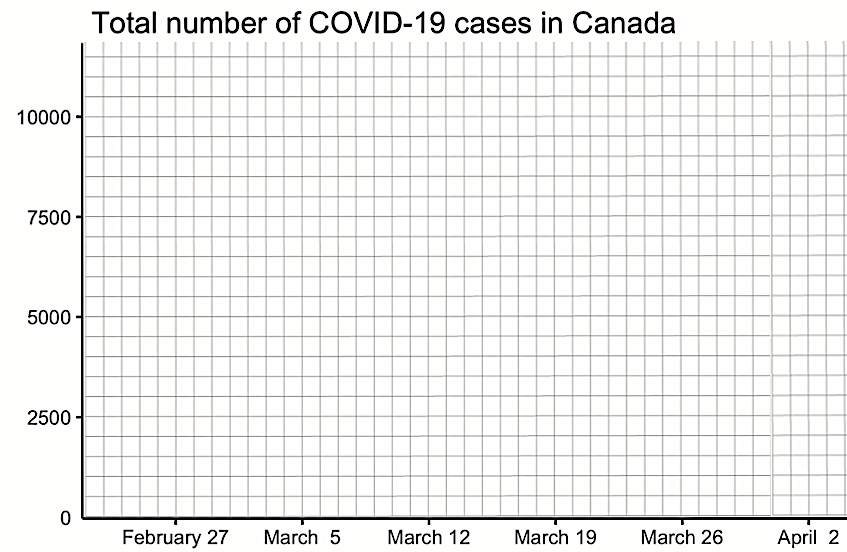 Total number of COVID-19 cases in Canada
10000
7500
5000
2500
0
February 27 March 5 March 12 March 19 March 26 April 2